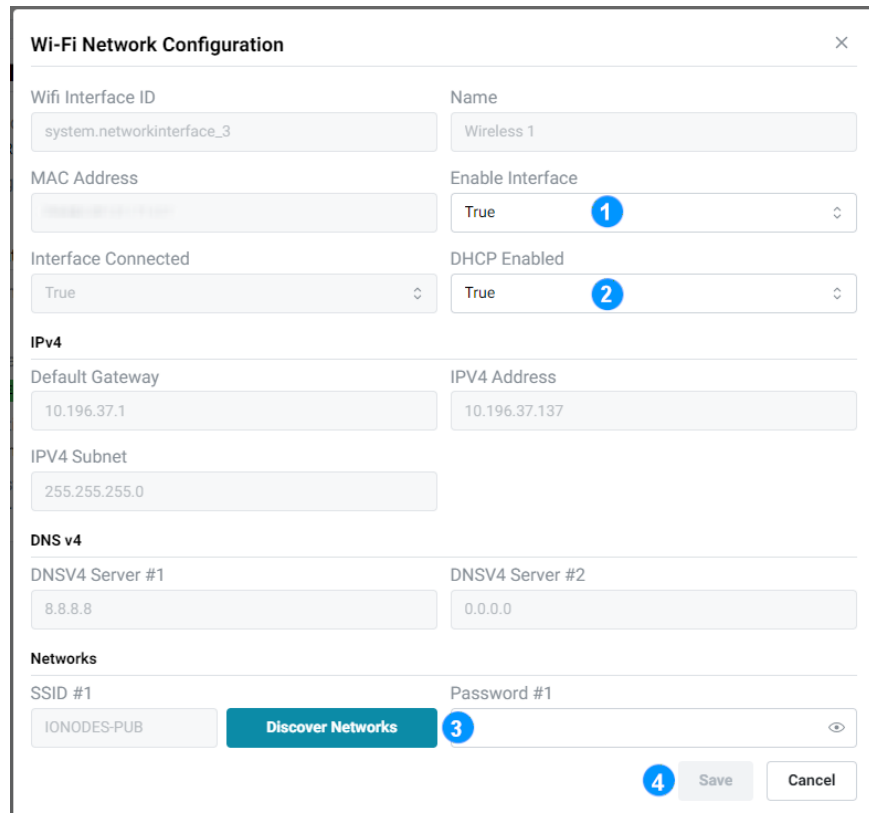 Wi-Fi Network Configuration
Wifi Interface ID
Name
system.networkinterface_3
Wireless 1
MAC Address
Enable Interface
True
1
Interface Connected
DHCP Enabled
True
True
2
IPv4
Default Gateway
IPV4 Address
10.196.37.1
10.196.37.137
IPV4 Subnet
255.255.255.0
DNS v4
DNSV4 Server #1
DNSV4 Server #2
8.8.8.8
0.0.0.0
Networks
SSID #1
Password #1
IONODES-PUB
Discover Networks
3
4
Save
Cancel